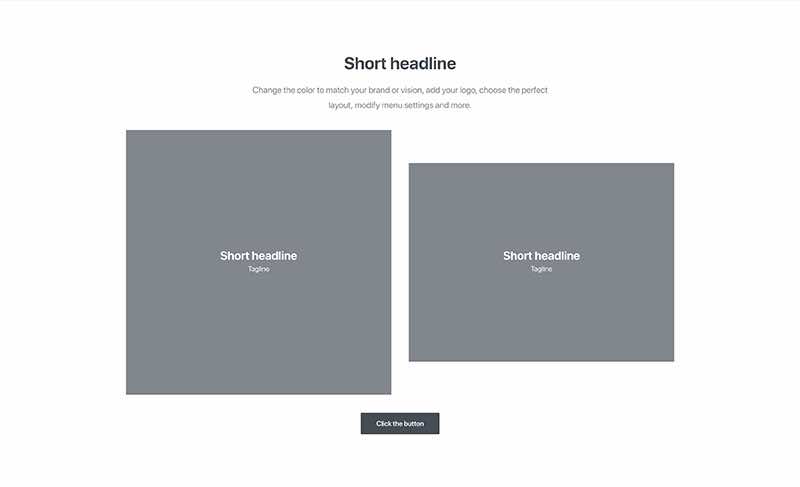 Short headline
Change the color to match your brand or vision, add your logo, choose the perfect
layout, modify menu settings and more.
Short headline
Tagline
Short headline
Tagline
Click the button